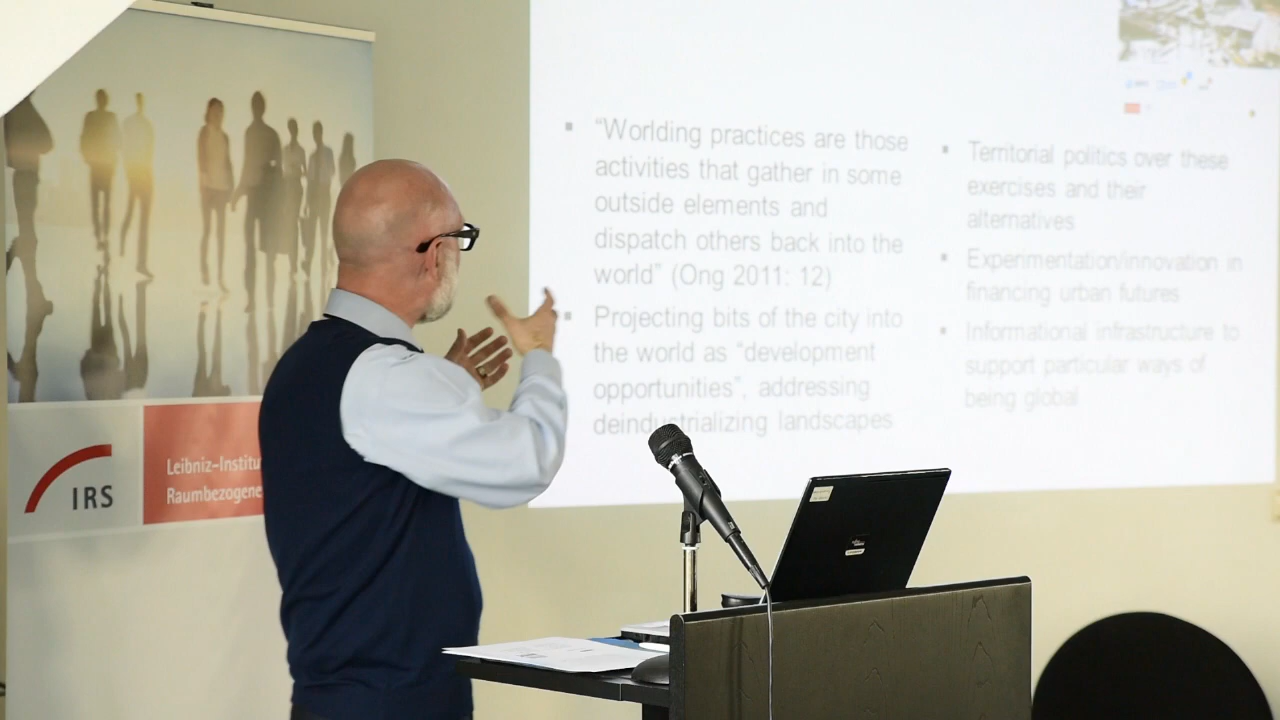 “Worlding practices are those
activities that gather in some
outside elements and
dispatch others back into the
world” (Ong 2011: 12)
Projecting bits of the city into
the world as “development
opportunities”, addressing
deindustrializing landscapes
Territorial politics over these
exercises and their
alternatives
Experimentation/innovation in
financing urban futures
Informational infrastructure to
support particular ways of
being global
IRS
Leibniz-Institu
Raumbezogene